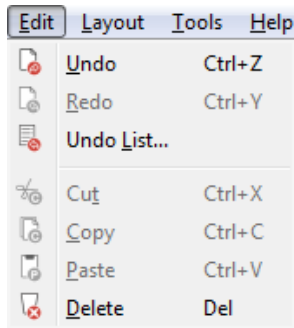 Edit Layout Tools Help
Undo Ctrl+Z
Redo Ctrl+Y
Undo List...
Cut Ctrl+X
Copy Ctrl+C
Paste Ctrl+V
Delete Del